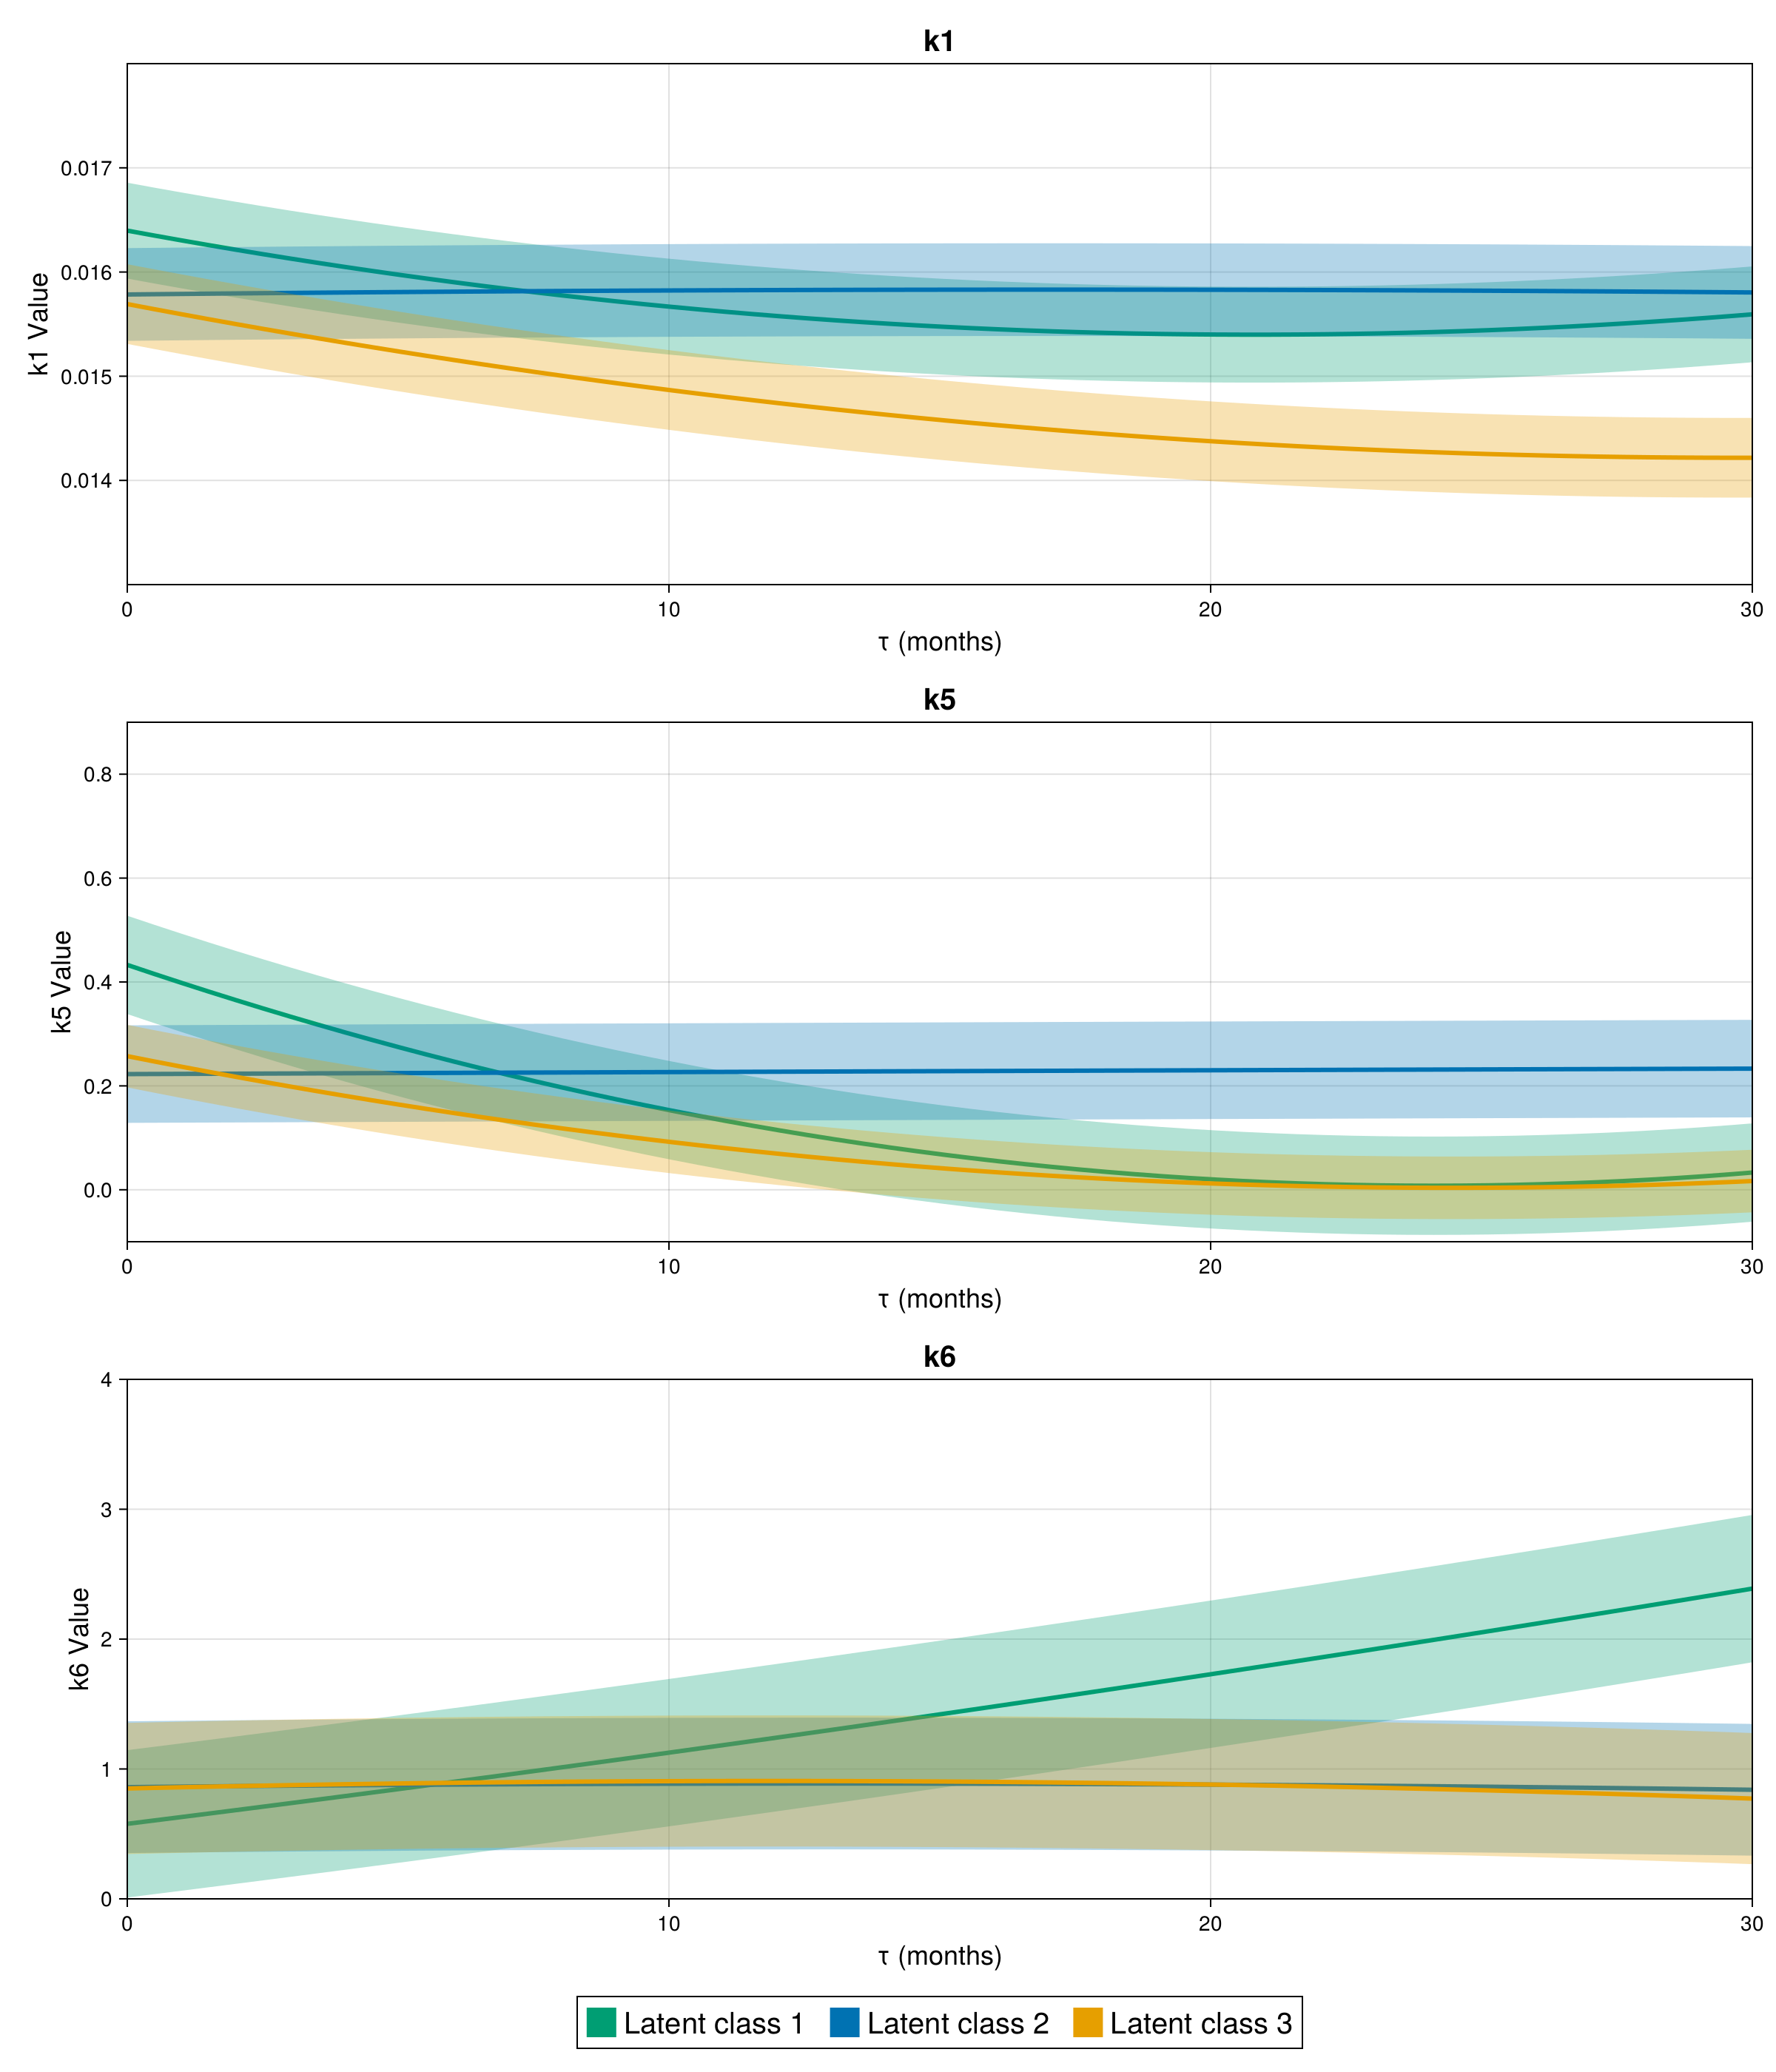 k1
k1 Value
0.017
0.016
0.015
0.014
0 10 20 30
τ (months)
k5
k5 Value
0.8
0.6
0.4
0.2
0.0
0 10 20 30
τ (months)
k6
k6 Value
4
3
2
1
0
0 10 20 30
τ (months)
Latent class 1 Latent class 2 Latent class 3